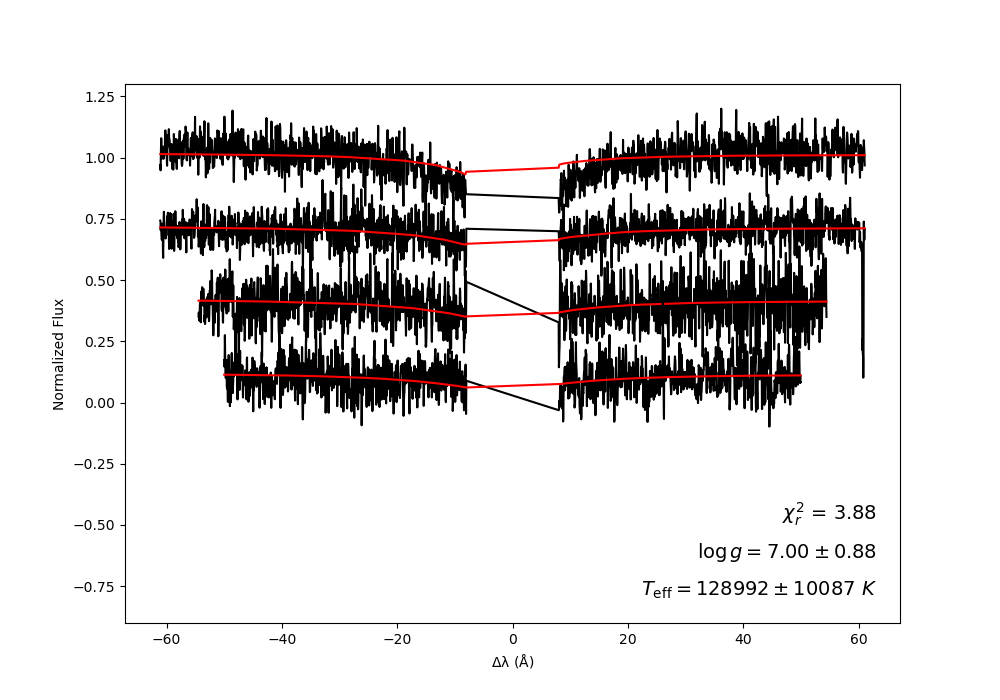 1.25
1.00
0.75
0.50
0.25
0.00
−0.25
−0.50
−0.75
Normalized Flux
χ²ᵣ = 3.88
log g = 7.00 ± 0.88
T_eff = 128992 ± 10087 K
−60 −40 −20 0 20 40 60
Δλ (Å)